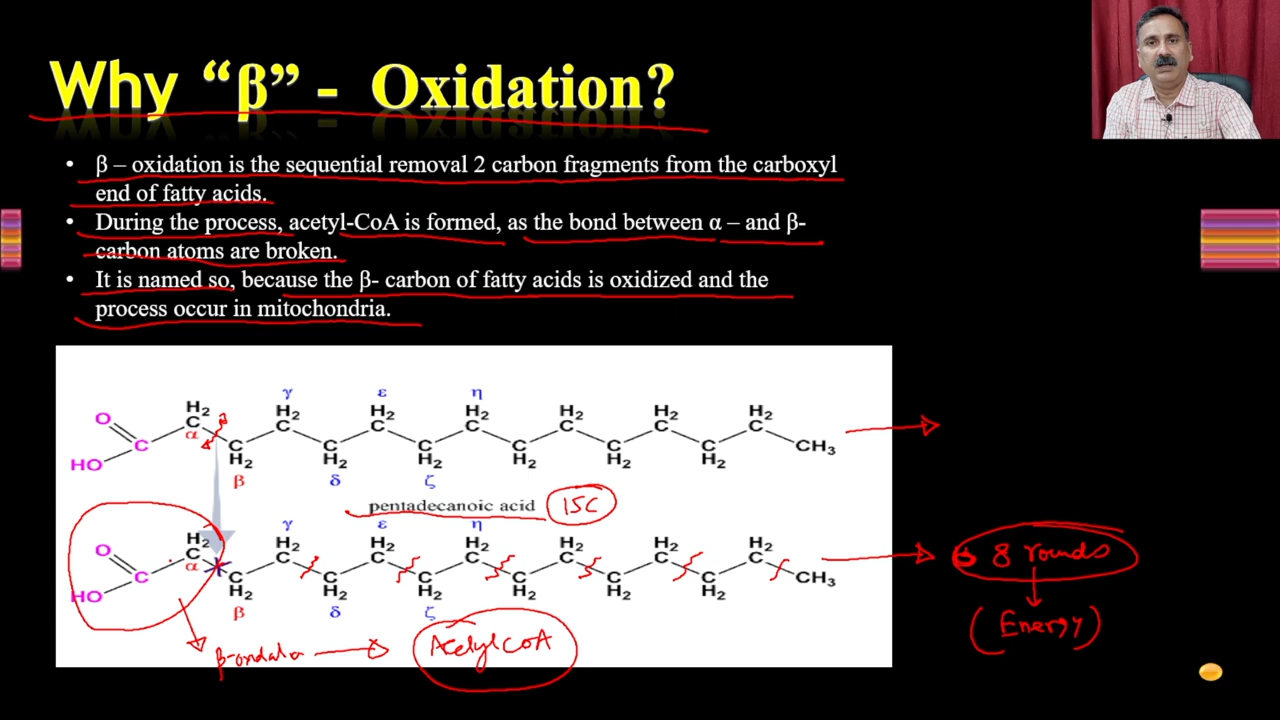 Why “β” - Oxidation?
• β – oxidation is the sequential removal 2 carbon fragments from the carboxyl
end of fatty acids.
• During the process, acetyl-CoA is formed, as the bond between α – and β-
carbon atoms are broken.
• It is named so, because the β- carbon of fatty acids is oxidized and the
process occur in mitochondria.
γ ε η
O H2 H2 H2 H2 H2 H2 H2
C C C C C C C
α
HO C C C C C C C CH3
H2 H2 H2 H2 H2 H2
β δ ζ
pentadecanoic acid 15C
γ ε η
O H2 H2 H2 H2 H2 H2 H2
C C C C C C C
α
HO C C C C C C C CH3
H2 H2 H2 H2 H2 H2
β δ ζ
8 rounds
(Energy)
Acetyl CoA